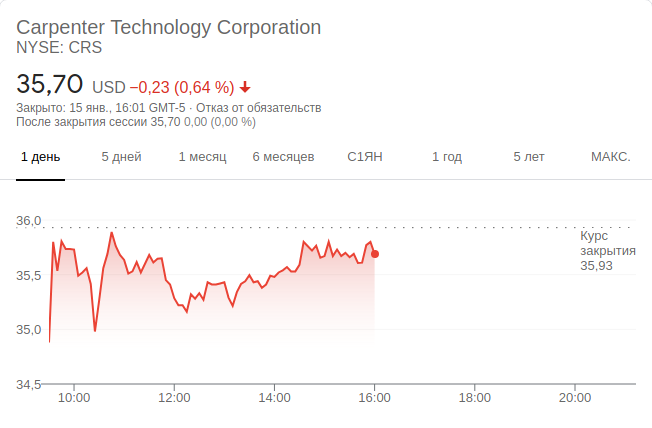 Carpenter Technology Corporation
NYSE: CRS
35,70 USD −0,23 (0,64 %)
Закрыто: 15 янв., 16:01 GMT-5 · Отказ от обязательств
После закрытия сессии 35,70 0,00 (0,00 %)
1 день 5 дней 1 месяц 6 месяцев С1ЯН 1 год 5 лет МАКС.
36,0
Курс
закрытия
35,93
35,5
35,0
34,5
10:00 12:00 14:00 16:00 18:00 20:00